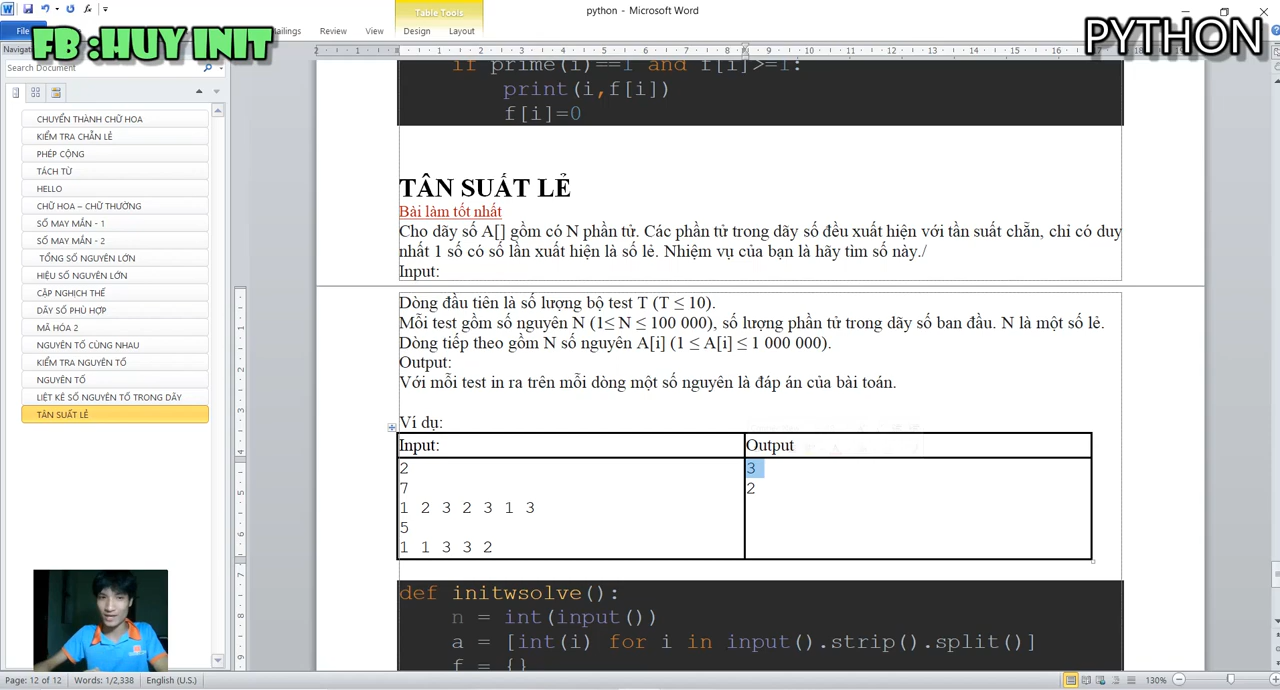 python - Microsoft Word
Table Tools
PYTHON
File
FB :HUY INIT
Mailings
Review
View
Design
Layout
Search Document
CHUYỂN THÀNH CHỮ HOA
KIỂM TRA CHẴN LẺ
PHÉP CỘNG
TÁCH TỪ
HELLO
CHỮ HOA – CHỮ THƯỜNG
SỐ MAY MẮN - 1
SỐ MAY MẮN - 2
TỔNG SỐ NGUYÊN LỚN
HIỆU SỐ NGUYÊN LỚN
CẶP NGHỊCH THẾ
DÃY SỐ PHÙ HỢP
MÃ HÓA 2
NGUYÊN TỐ CÙNG NHAU
KIỂM TRA NGUYÊN TỐ
NGUYÊN TỐ
LIỆT KÊ SỐ NGUYÊN TỐ TRONG DÃY
TẦN SUẤT LẺ
if prime(i)==1 and f[i]>=1:
print(i,f[i])
f[i]=0
TẦN SUẤT LẺ
Bài làm tốt nhất
Cho dãy số A[] gồm có N phần tử. Các phần tử trong dãy số đều xuất hiện với tần suất chẵn, chỉ có duy
nhất 1 số có số lần xuất hiện là số lẻ. Nhiệm vụ của bạn là hãy tìm số này./
Input:
Dòng đầu tiên là số lượng bộ test T (T ≤ 10).
Mỗi test gồm số nguyên N (1≤ N ≤ 100 000), số lượng phần tử trong dãy số ban đầu. N là một số lẻ.
Dòng tiếp theo gồm N số nguyên A[i] (1 ≤ A[i] ≤ 1 000 000).
Output:
Với mỗi test in ra trên mỗi dòng một số nguyên là đáp án của bài toán.
Ví dụ:
Input: Output
2 3
7 2
1 2 3 2 3 1 3
5
1 1 3 3 2
def initwsolve():
n = int(input())
a = [int(i) for i in input().strip().split()]
f = {}
Page: 12 of 12
Words: 1/2,338
English (U.S.)
130%